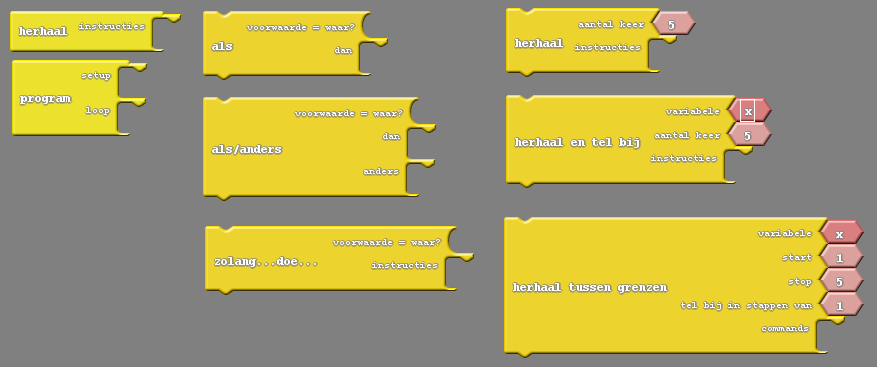 herhaal instructies
program
setup
loop
als
voorwaarde = waar?
dan
als/anders
voorwaarde = waar?
dan
anders
zolang...doe...
voorwaarde = waar?
instructies
herhaal
aantal keer 5
instructies
herhaal en tel bij
variabele x
aantal keer 5
instructies
herhaal tussen grenzen
variabele x
start 1
stop 5
tel bij in stappen van 1
commands